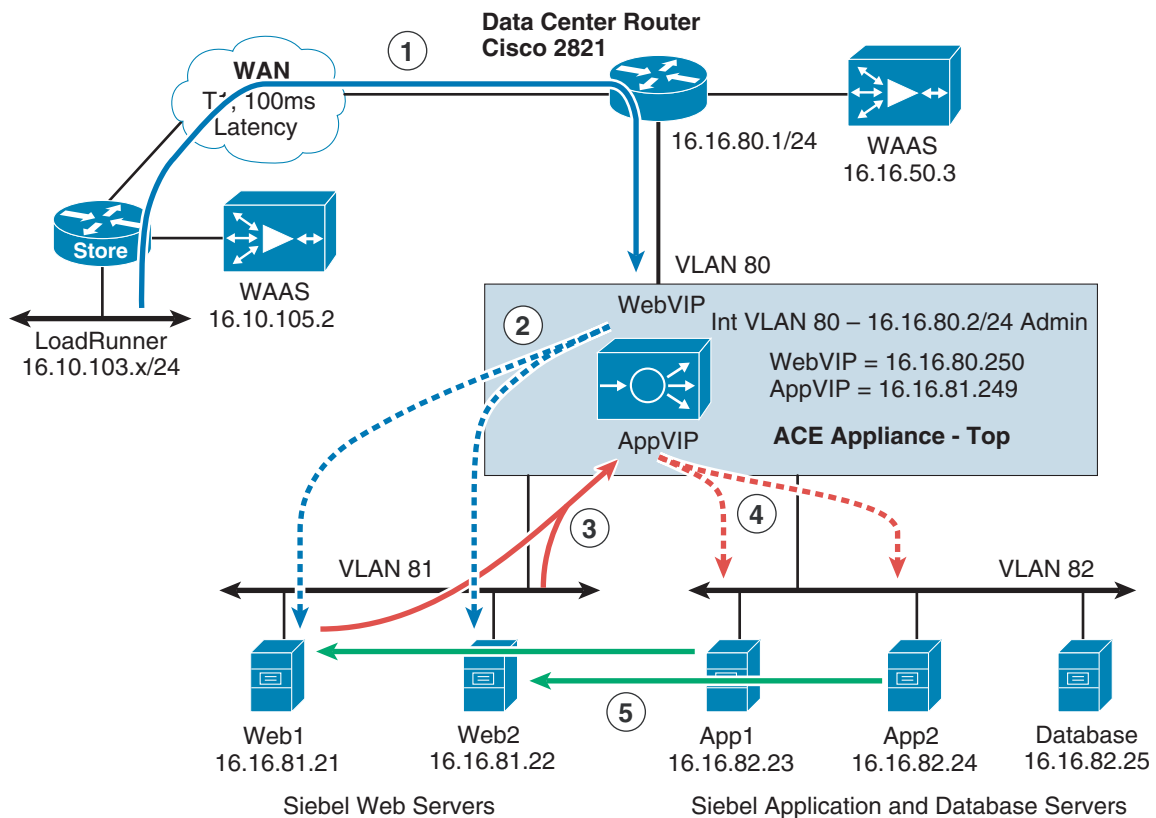 Data Center Router
Cisco 2821
1
WAN
T1, 100ms
Latency
16.16.80.1/24
WAAS
16.16.50.3
Store
WAAS
16.10.105.2
LoadRunner
16.10.103.x/24
VLAN 80
2
WebVIP
Int VLAN 80 – 16.16.80.2/24 Admin
WebVIP = 16.16.80.250
AppVIP = 16.16.81.249
ACE Appliance - Top
AppVIP
3
4
VLAN 81
VLAN 82
5
Web1
16.16.81.21
Web2
16.16.81.22
App1
16.16.82.23
App2
16.16.82.24
Database
16.16.82.25
Siebel Web Servers
Siebel Application and Database Servers